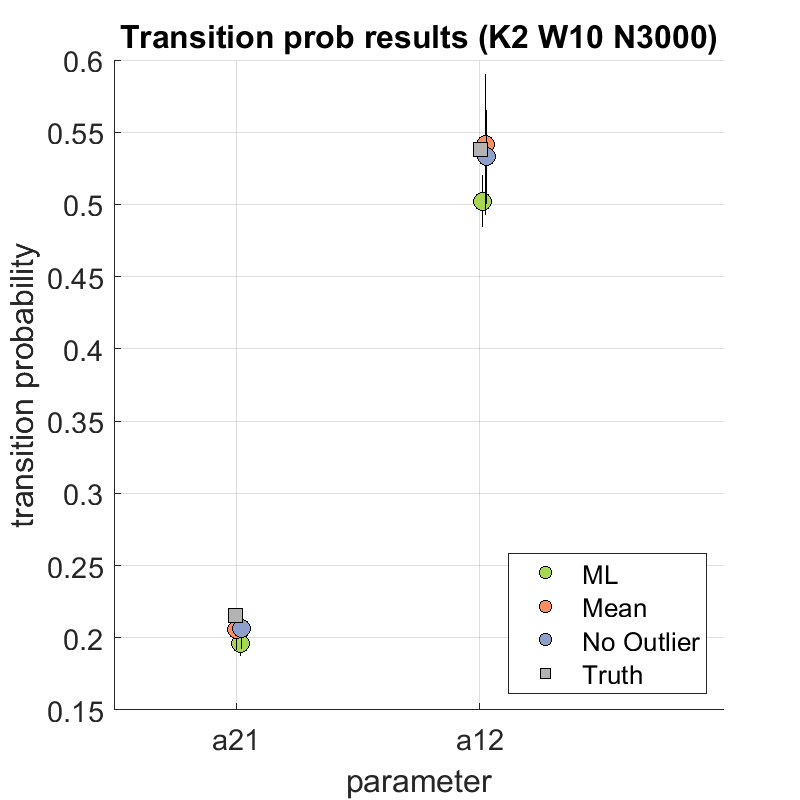 Transition prob results (K2 W10 N3000)
0.6
0.55
0.5
0.45
0.4
0.35
0.3
0.25
0.2
0.15
transition probability
a21 a12
parameter
ML
Mean
No Outlier
Truth